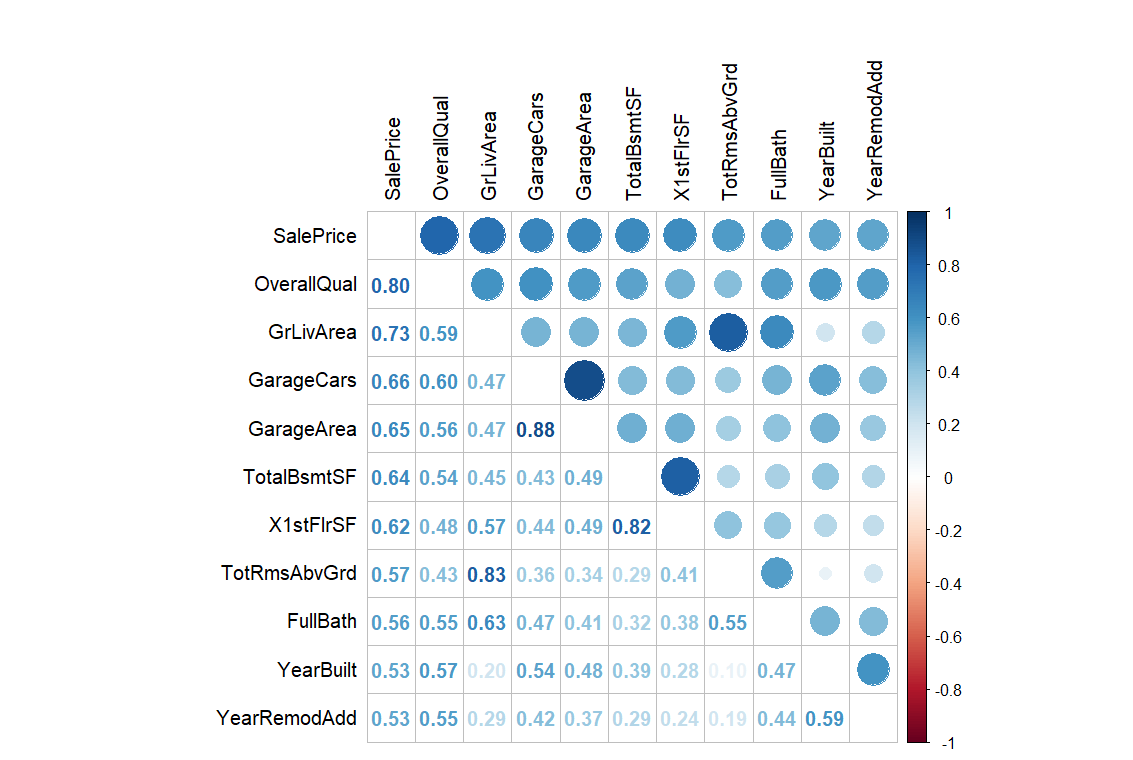 SalePrice OverallQual GrLivArea GarageCars GarageArea TotalBsmtSF X1stFlrSF TotRmsAbvGrd FullBath YearBuilt YearRemodAdd
SalePrice
OverallQual 0.80
GrLivArea 0.73 0.59
GarageCars 0.66 0.60 0.47
GarageArea 0.65 0.56 0.47 0.88
TotalBsmtSF 0.64 0.54 0.45 0.43 0.49
X1stFlrSF 0.62 0.48 0.57 0.44 0.49 0.82
TotRmsAbvGrd 0.57 0.43 0.83 0.36 0.34 0.29 0.41
FullBath 0.56 0.55 0.63 0.47 0.41 0.32 0.38 0.55
YearBuilt 0.53 0.57 0.20 0.54 0.48 0.39 0.28 0.10 0.47
YearRemodAdd 0.53 0.55 0.29 0.42 0.37 0.29 0.24 0.19 0.44 0.59
1
0.8
0.6
0.4
0.2
0
-0.2
-0.4
-0.6
-0.8
-1